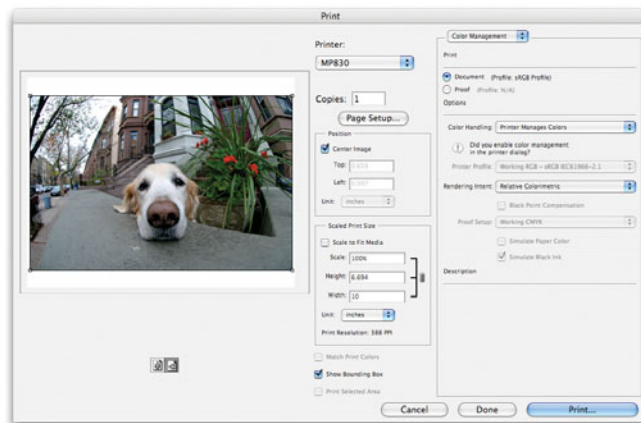 Print
Printer:
MP830
Copies: 1
Page Setup...
Position
Center Image
Top:
Left:
Unit: inches
Scaled Print Size
Scale to Fit Media
Scale: 100%
Height: 6.694
Width: 10
Unit: inches
Print Resolution: 388 PPI
Match Print Colors
Show Bounding Box
Print Selected Area
Color Management
Print
Document (Profile: sRGB Profile)
Proof (Profile: N/A)
Options
Color Handling: Printer Manages Colors
Did you enable color management
in the printer dialog?
Printer Profile: Working RGB - sRGB IEC61966-2.1
Rendering Intent: Relative Colorimetric
Black Point Compensation
Proof Setup: Working CMYK
Simulate Paper Color
Simulate Black Ink
Description
Cancel
Done
Print...